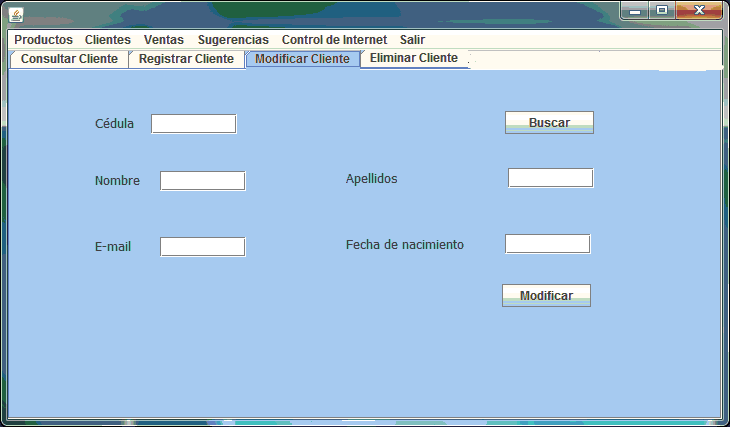 Productos Clientes Ventas Sugerencias Control de Internet Salir
Consultar Cliente Registrar Cliente Modificar Cliente Eliminar Cliente
Cédula Buscar
Nombre Apellidos
E-mail Fecha de nacimiento
Modificar